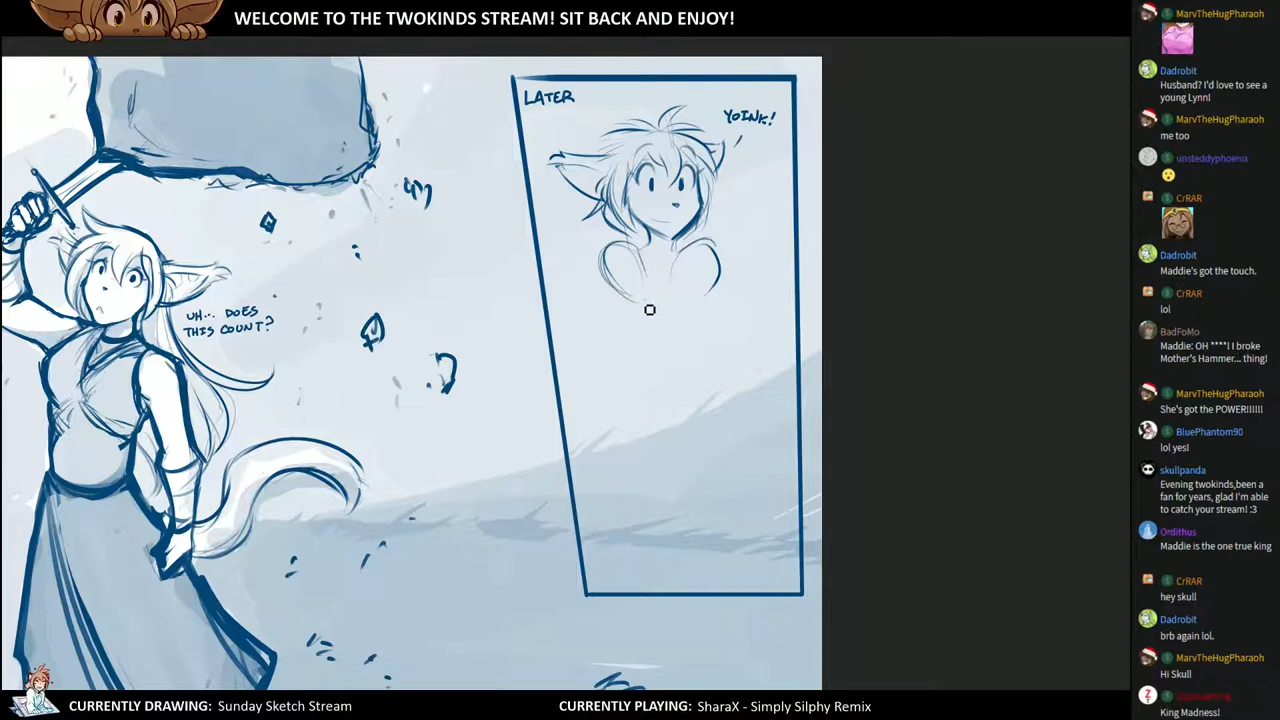 WELCOME TO THE TWOKINDS STREAM! SIT BACK AND ENJOY!
LATER
YOINK!
UH... DOES
THIS COUNT?
MarvTheHugPharaoh
Dadrobit
Husband? I'd love to see a
young Lynn!
MarvTheHugPharaoh
me too
unsteddyphoenix
CrRAR
Dadrobit
Maddie's got the touch.
CrRAR
lol
BadFoMo
Maddie: OH ****! I broke
Mother's Hammer... thing!
MarvTheHugPharaoh
She's got the POWER!!!!!!
BluePhantom90
lol yes!
skullpanda
Evening twokinds,been a
fan for years, glad I'm able
to catch your stream! :3
Ordithus
Maddie is the one true king
CrRAR
hey skull
Dadrobit
brb again lol.
MarvTheHugPharaoh
Hi Skull
King Madness!
CURRENTLY DRAWING: Sunday Sketch Stream
CURRENTLY PLAYING: SharaX - Simply Silphy Remix